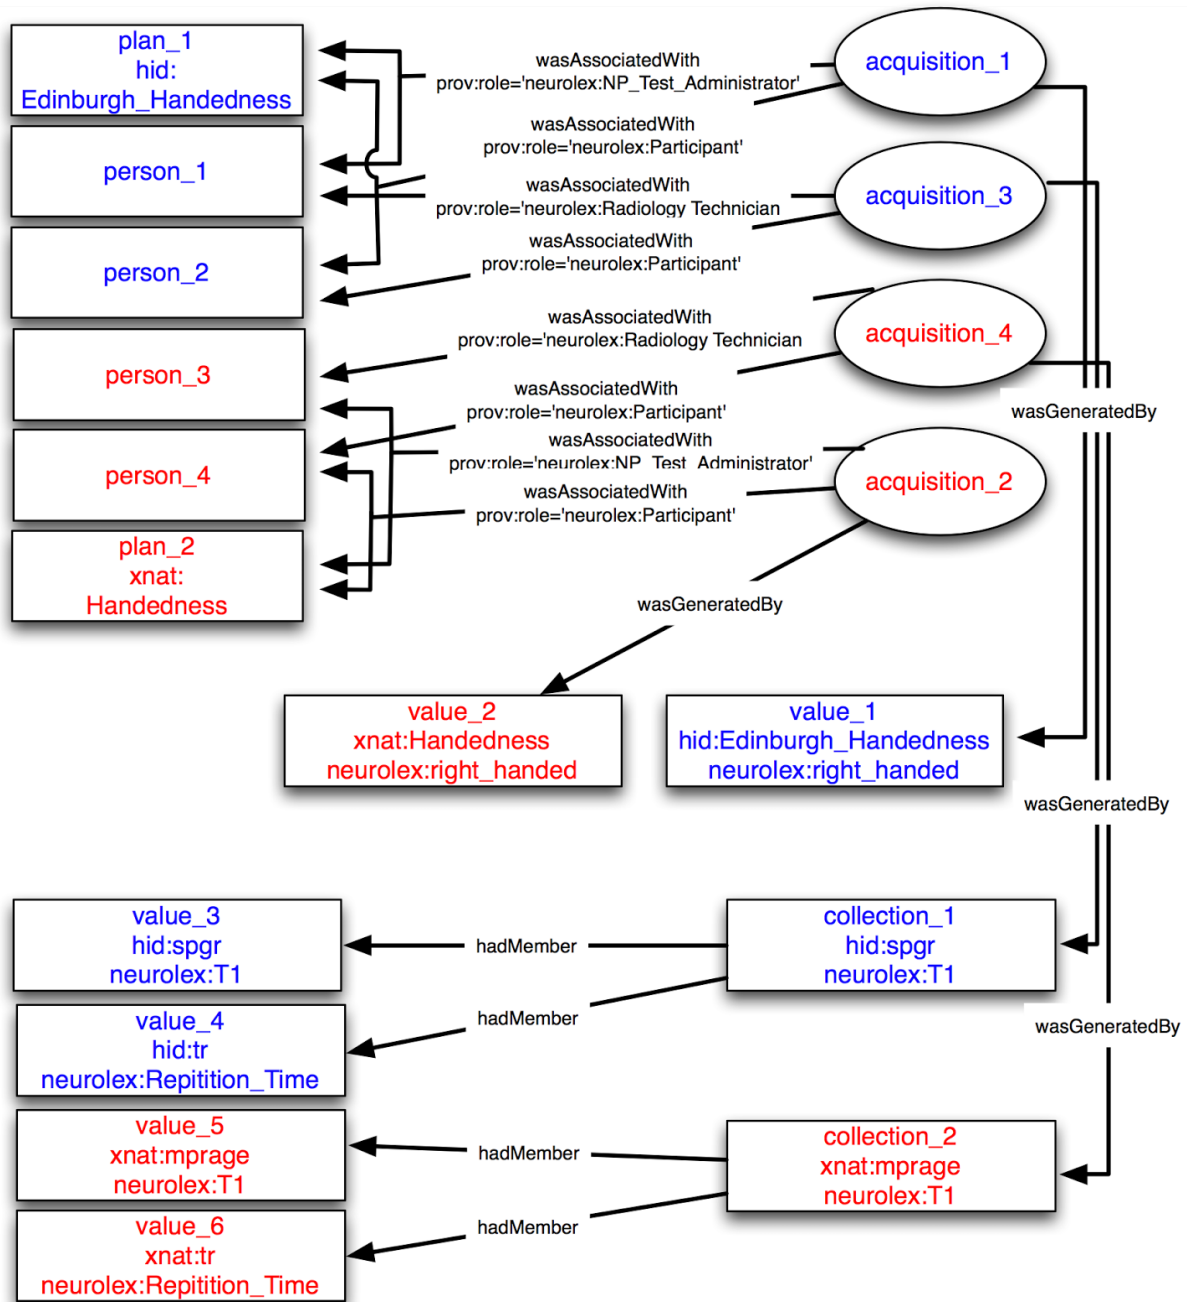 plan_1
hid:
Edinburgh_Handedness
person_1
person_2
person_3
person_4
plan_2
xnat:
Handedness
wasAssociatedWith
prov:role='neurolex:NP_Test_Administrator'
wasAssociatedWith
prov:role='neurolex:Participant'
wasAssociatedWith
prov:role='neurolex:Radiology Technician
wasAssociatedWith
prov:role='neurolex:Participant'
wasAssociatedWith
prov:role='neurolex:Radiology Technician
wasAssociatedWith
prov:role='neurolex:Participant'
wasAssociatedWith
prov:role='neurolex:NP_Test_Administrator'
wasAssociatedWith
prov:role='neurolex:Participant'
acquisition_1
acquisition_3
acquisition_4
acquisition_2
wasGeneratedBy
wasGeneratedBy
value_2
xnat:Handedness
neurolex:right_handed
value_1
hid:Edinburgh_Handedness
neurolex:right_handed
wasGeneratedBy
value_3
hid:spgr
neurolex:T1
hadMember
collection_1
hid:spgr
neurolex:T1
value_4
hid:tr
neurolex:Repitition_Time
hadMember
wasGeneratedBy
value_5
xnat:mprage
neurolex:T1
hadMember
collection_2
xnat:mprage
neurolex:T1
value_6
xnat:tr
neurolex:Repitition_Time
hadMember